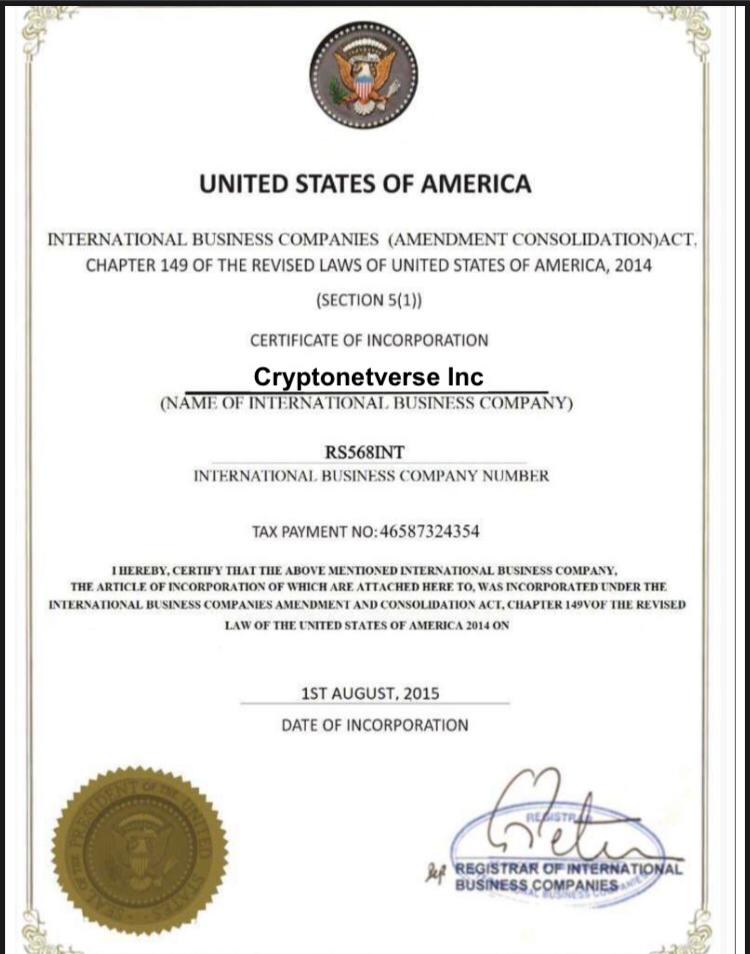 UNITED STATES OF AMERICA
INTERNATIONAL BUSINESS COMPANIES (AMENDMENT CONSOLIDATION)ACT,
CHAPTER 149 OF THE REVISED LAWS OF UNITED STATES OF AMERICA, 2014
(SECTION 5(1))
CERTIFICATE OF INCORPORATION
Cryptonetverse Inc
(NAME OF INTERNATIONAL BUSINESS COMPANY)
RS568INT
INTERNATIONAL BUSINESS COMPANY NUMBER
TAX PAYMENT NO:46587324354
I HEREBY, CERTIFY THAT THE ABOVE MENTIONED INTERNATIONAL BUSINESS COMPANY,
THE ARTICLE OF INCORPORATION OF WHICH ARE ATTACHED HERE TO, WAS INCORPORATED UNDER THE
INTERNATIONAL BUSINESS COMPANIES AMENDMENT AND CONSOLIDATION ACT, CHAPTER 149VOF THE REVISED
LAW OF THE UNITED STATES OF AMERICA 2014 ON
1ST AUGUST, 2015
DATE OF INCORPORATION
SEAL OF THE PRESIDENT OF THE UNITED STATES
REGISTRAR OF INTERNATIONAL
BUSINESS COMPANIES